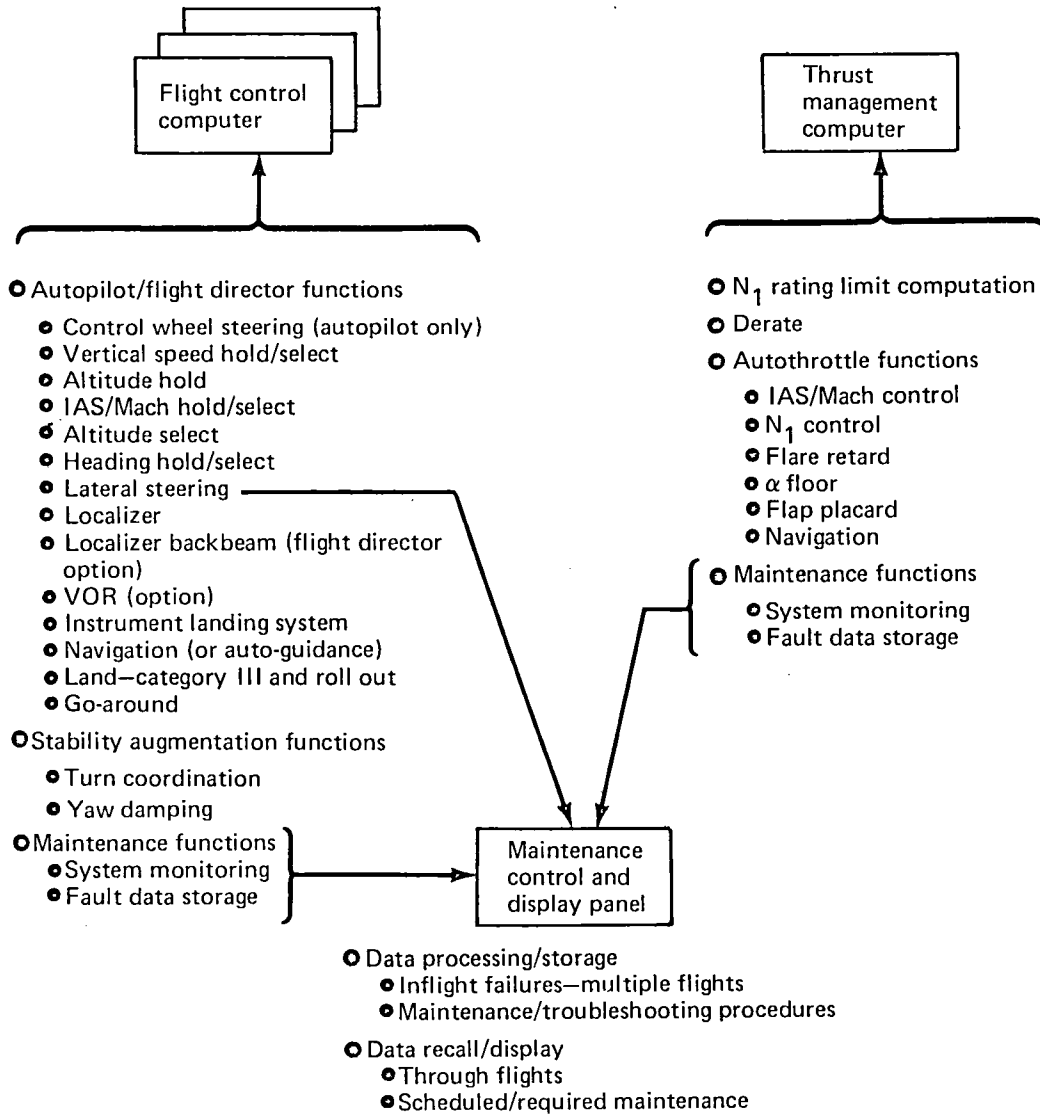 Flight control
computer
Thrust
management
computer
Autopilot/flight director functions
Control wheel steering (autopilot only)
Vertical speed hold/select
Altitude hold
IAS/Mach hold/select
Altitude select
Heading hold/select
Lateral steering
Localizer
Localizer backbeam (flight director
option)
VOR (option)
Instrument landing system
Navigation (or auto-guidance)
Land—category III and roll out
Go-around
Stability augmentation functions
Turn coordination
Yaw damping
Maintenance functions
System monitoring
Fault data storage
N1 rating limit computation
Derate
Autothrottle functions
IAS/Mach control
N1 control
Flare retard
α floor
Flap placard
Navigation
Maintenance functions
System monitoring
Fault data storage
Maintenance
control and
display panel
Data processing/storage
Inflight failures—multiple flights
Maintenance/troubleshooting procedures
Data recall/display
Through flights
Scheduled/required maintenance